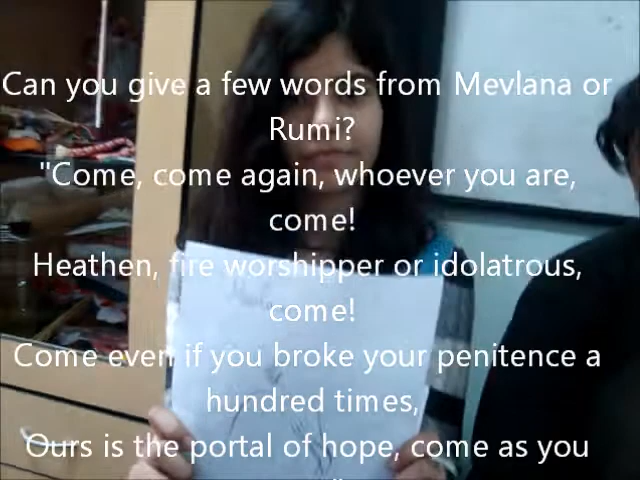 Can you give a few words from Mevlana or
Rumi?
"Come, come again, whoever you are,
come!
Heathen, fire worshipper or idolatrous,
come!
Come even if you broke your penitence a
hundred times,
Ours is the portal of hope, come as you